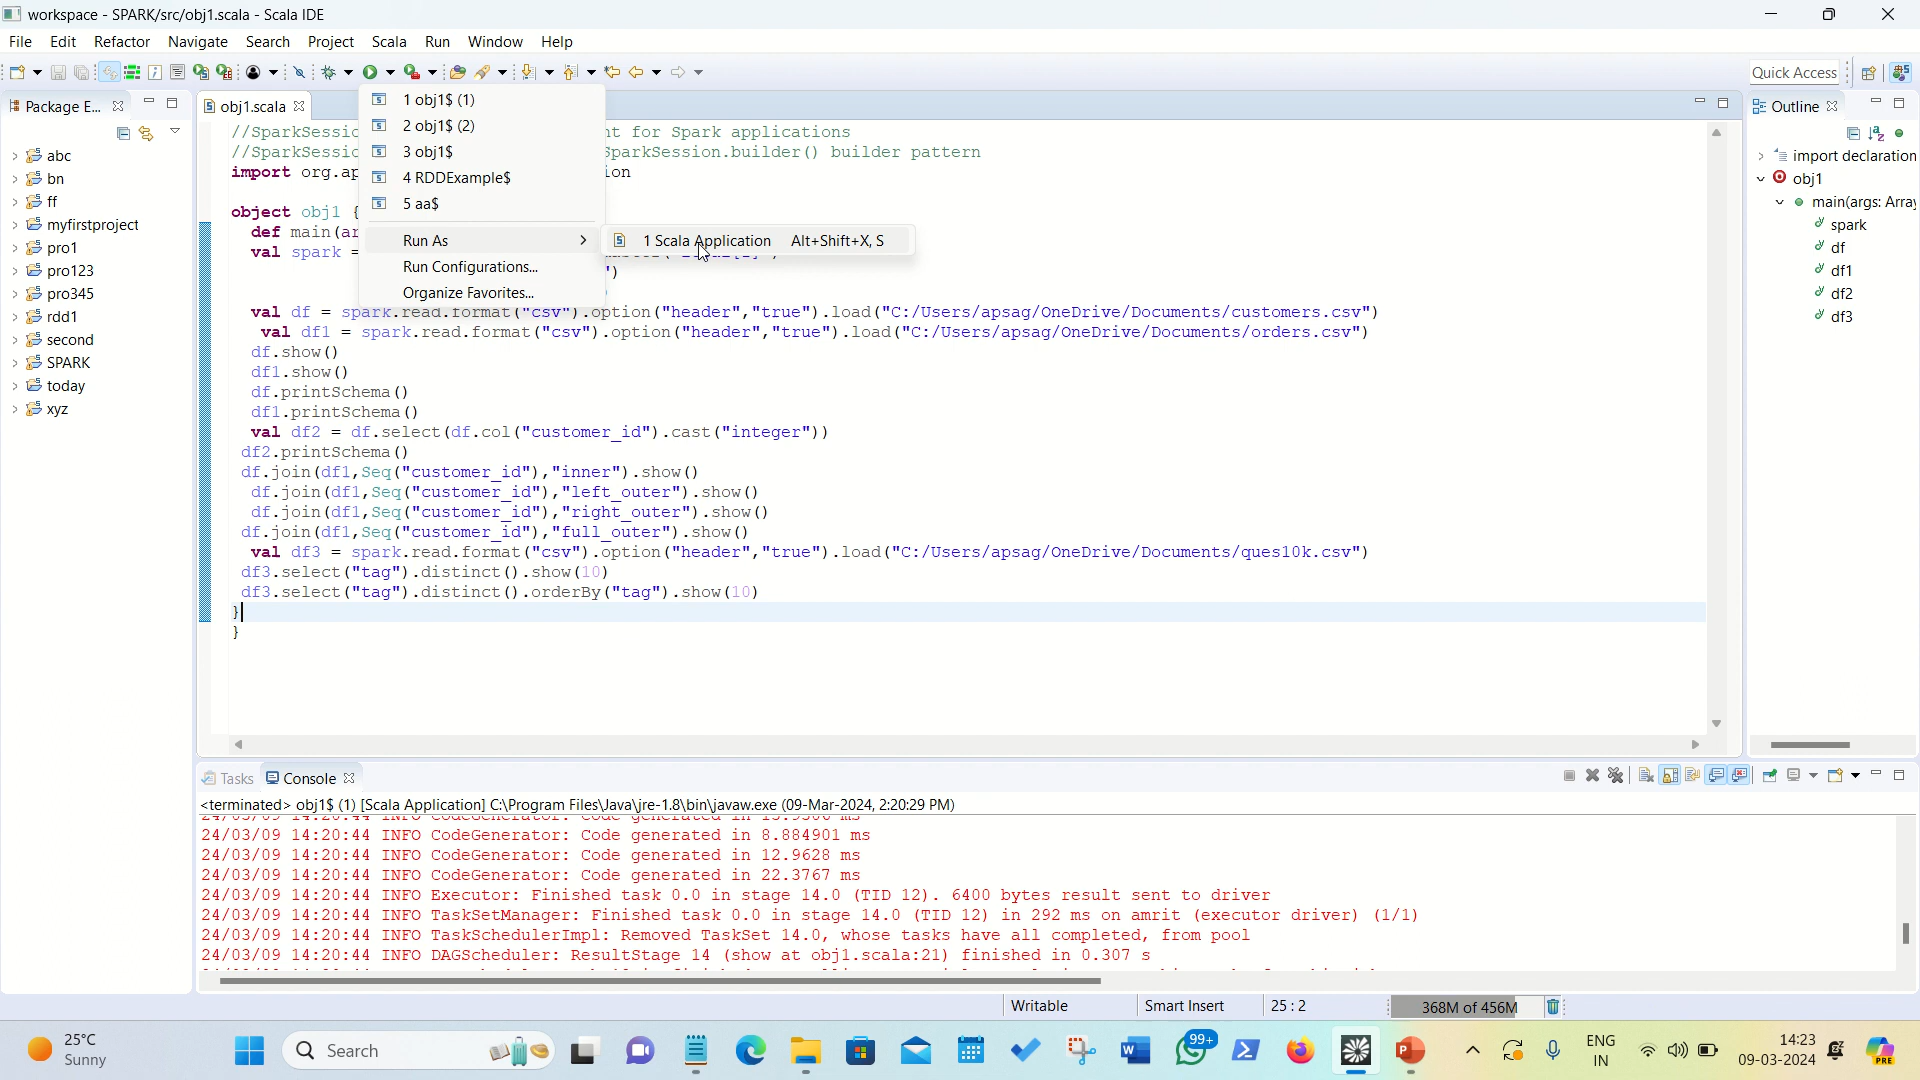 workspace - SPARK/src/obj1.scala - Scala IDE
File Edit Refactor Navigate Search Project Scala Run Window Help
Quick Access
Package E...
obj1.scala
Outline
abc
bn
ff
myfirstproject
pro1
pro123
pro345
rdd1
second
SPARK
today
xyz
//SparkSessio nt for Spark applications
//SparkSessio SparkSession.builder() builder pattern
import org.ap ion
object obj1 {
def main(ar
val spark =
')
val df = spark.read.format("csv").option("header","true").load("C:/Users/apsag/OneDrive/Documents/customers.csv")
val df1 = spark.read.format("csv").option("header","true").load("C:/Users/apsag/OneDrive/Documents/orders.csv")
df.show()
df1.show()
df.printSchema()
df1.printSchema()
val df2 = df.select(df.col("customer_id").cast("integer"))
df2.printSchema()
df.join(df1,Seq("customer_id"),"inner").show()
df.join(df1,Seq("customer_id"),"left_outer").show()
df.join(df1,Seq("customer_id"),"right_outer").show()
df.join(df1,Seq("customer_id"),"full_outer").show()
val df3 = spark.read.format("csv").option("header","true").load("C:/Users/apsag/OneDrive/Documents/ques10k.csv")
df3.select("tag").distinct().show(10)
df3.select("tag").distinct().orderBy("tag").show(10)
}
}
1 obj1$ (1)
2 obj1$ (2)
3 obj1$
4 RDDExample$
5 aa$
Run As
Run Configurations...
Organize Favorites...
1 Scala Application Alt+Shift+X, S
import declaration
obj1
main(args: Array
spark
df
df1
df2
df3
Tasks
Console
<terminated> obj1$ (1) [Scala Application] C:\Program Files\Java\jre-1.8\bin\javaw.exe (09-Mar-2024, 2:20:29 PM)
24/03/09 14:20:44 INFO CodeGenerator: Code generated in 8.884901 ms
24/03/09 14:20:44 INFO CodeGenerator: Code generated in 12.9628 ms
24/03/09 14:20:44 INFO CodeGenerator: Code generated in 22.3767 ms
24/03/09 14:20:44 INFO Executor: Finished task 0.0 in stage 14.0 (TID 12). 6400 bytes result sent to driver
24/03/09 14:20:44 INFO TaskSetManager: Finished task 0.0 in stage 14.0 (TID 12) in 292 ms on amrit (executor driver) (1/1)
24/03/09 14:20:44 INFO TaskSchedulerImpl: Removed TaskSet 14.0, whose tasks have all completed, from pool
24/03/09 14:20:44 INFO DAGScheduler: ResultStage 14 (show at obj1.scala:21) finished in 0.307 s
Writable
Smart Insert
25 : 2
368M of 456M
25°C
Sunny
Search
99+
ENG
IN
14:23
09-03-2024
PRE